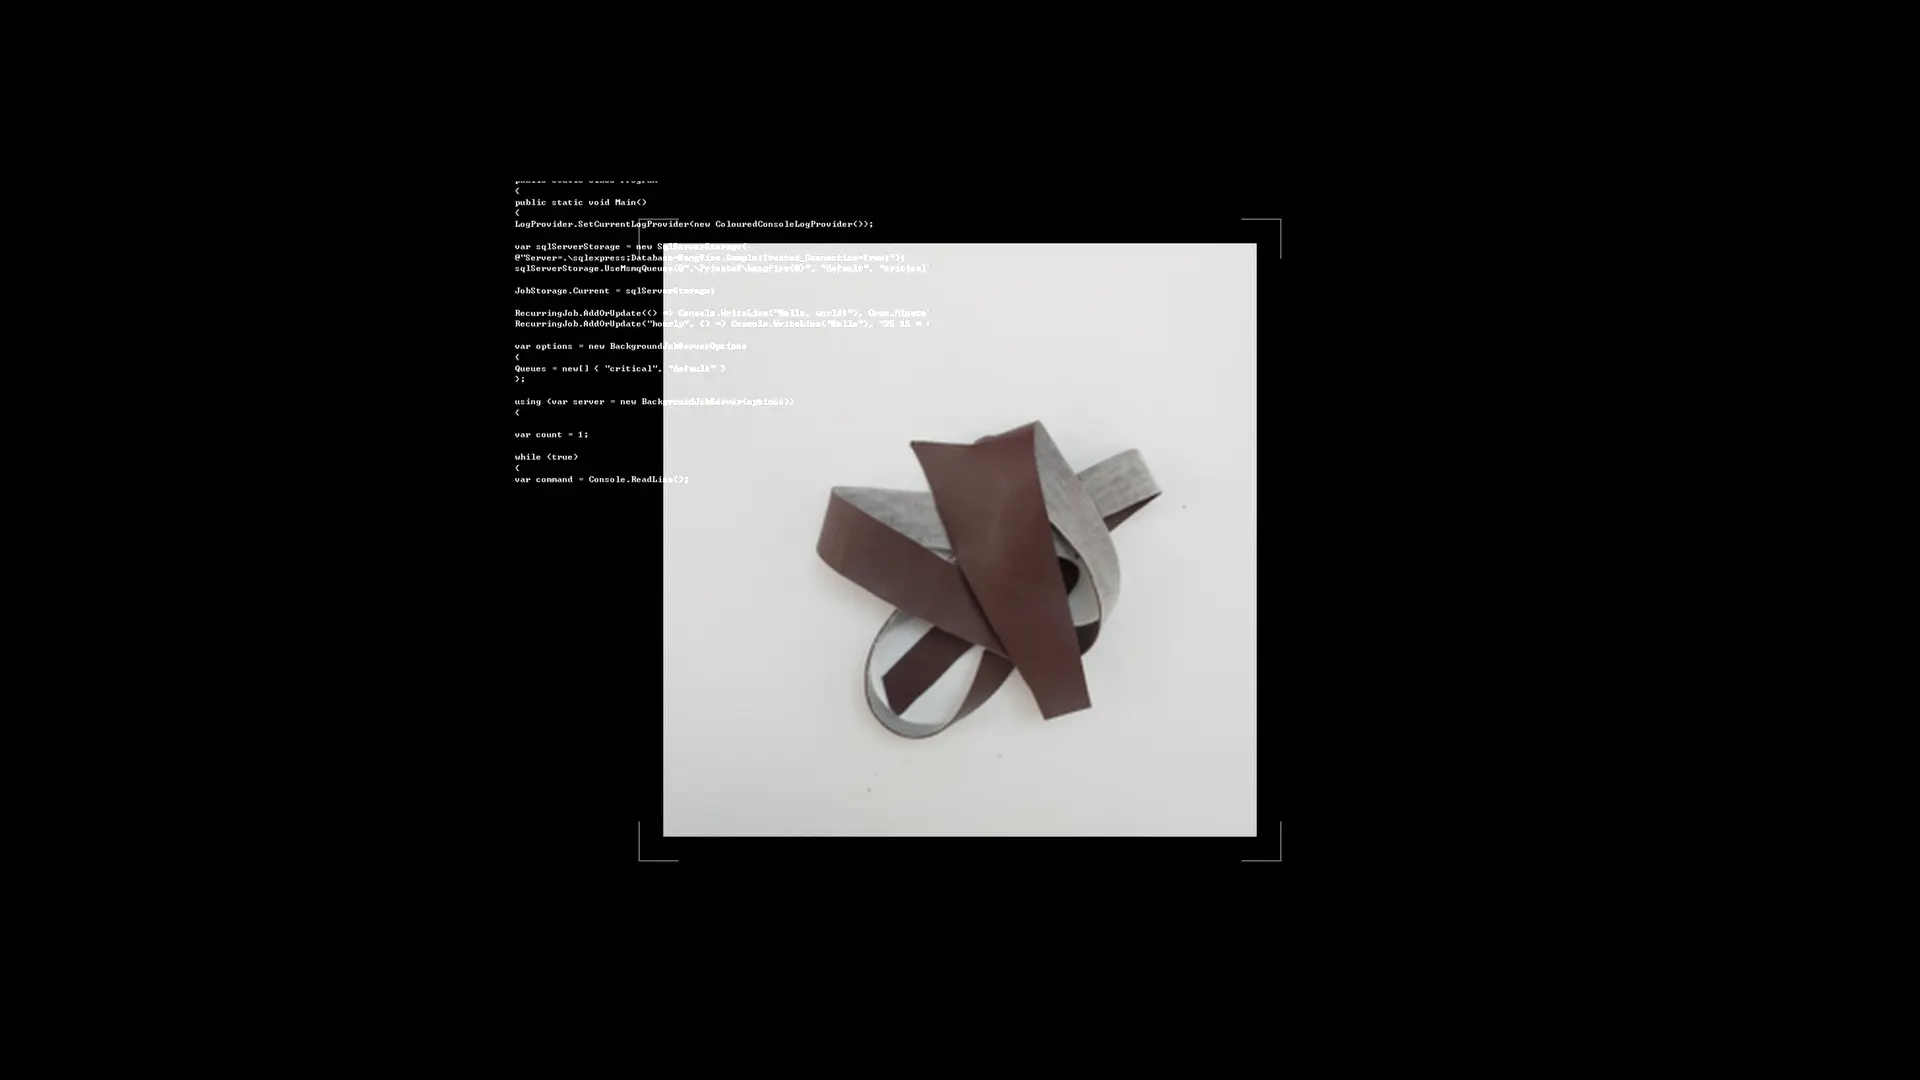 {
public static void Main()
{
LogProvider.SetCurrentLogProvider(new ColouredConsoleLogProvider());
var sqlServerStorage = new SqlServerStorage(
@"Server=.\sqlexpress;Database=Hangfire.Sample;Trusted_Connection=True;");
sqlServerStorage.UseMsmqQueues(@".\Private$\hangfire{0}", "default", "critical"
JobStorage.Current = sqlServerStorage;
RecurringJob.AddOrUpdate(() => Console.WriteLine("Hello, world!"), Cron.Minute
RecurringJob.AddOrUpdate("hourly", () => Console.WriteLine("Hello"), "25 15 *
var options = new BackgroundJobServerOptions
{
Queues = new[] { "critical", "default" }
};
using (var server = new BackgroundJobServer(options))
{
var count = 1;
while (true)
{
var command = Console.ReadLine();